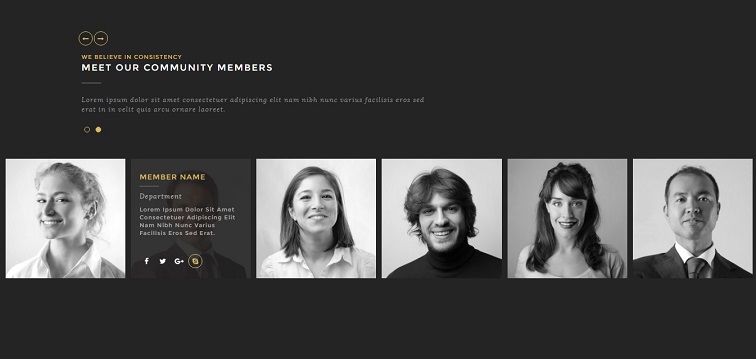 WE BELIEVE IN CONSISTENCY
MEET OUR COMMUNITY MEMBERS
Lorem ipsum dolor sit amet consectetuer adipiscing elit nam nibh nunc varius facilisis eros sed
erat in in velit quis arcu ornare laoreet.
MEMBER NAME
Department
Lorem Ipsum Dolor Sit Amet
Consectetuer Adipiscing Elit
Nam Nibh Nunc Varius
Facilisis Eros Sed Erat.